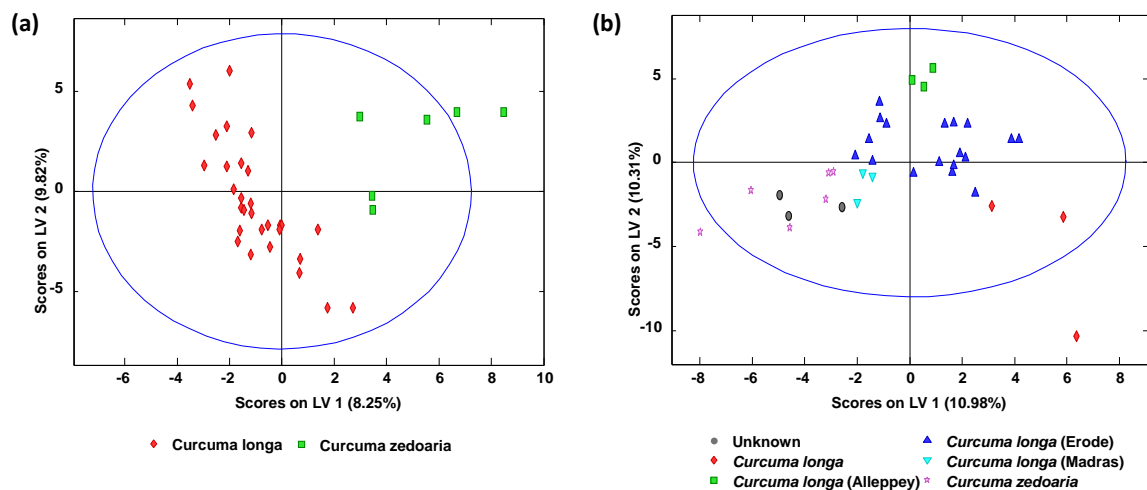 (a)
5
0
-5
Scores on LV 2 (9.82%)
-6 -4 -2 0 2 4 6 8 10
Scores on LV 1 (8.25%)
Curcuma longa Curcuma zedoaria
(b)
5
0
-5
-10
Scores on LV 2 (10.31%)
-8 -6 -4 -2 0 2 4 6 8
Scores on LV 1 (10.98%)
Unknown
Curcuma longa
Curcuma longa (Alleppey)
Curcuma longa (Erode)
Curcuma longa (Madras)
Curcuma zedoaria